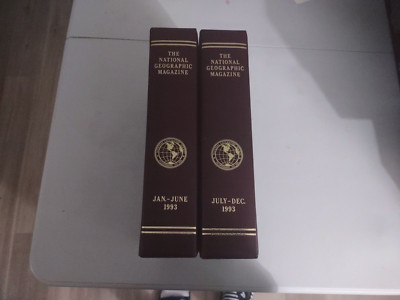 THE
NATIONAL
GEOGRAPHIC
MAGAZINE
JAN.-JUNE
1993
THE
NATIONAL
GEOGRAPHIC
MAGAZINE
JULY-DEC.
1993